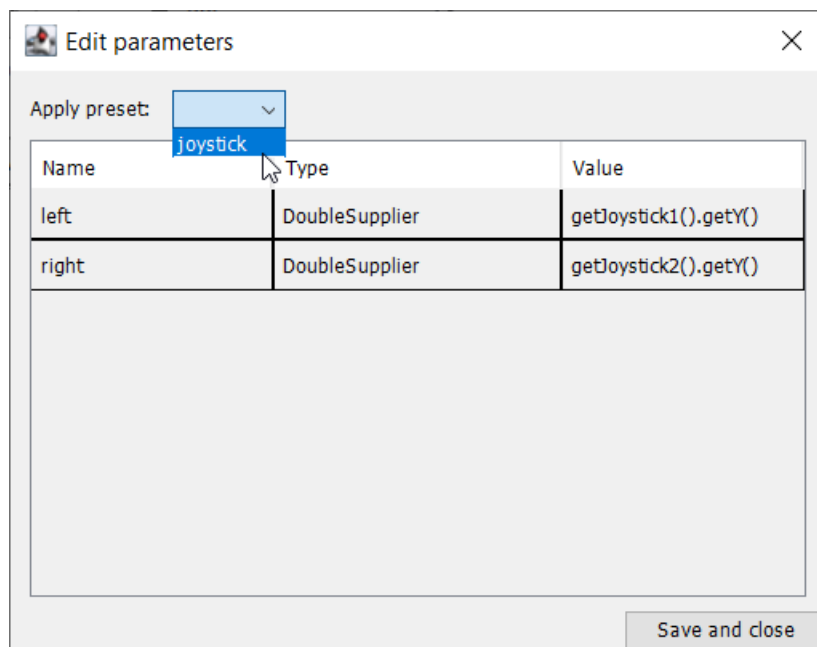 Edit parameters
Apply preset:
joystick
Name Type Value
left DoubleSupplier getJoystick1().getY()
right DoubleSupplier getJoystick2().getY()
Save and close